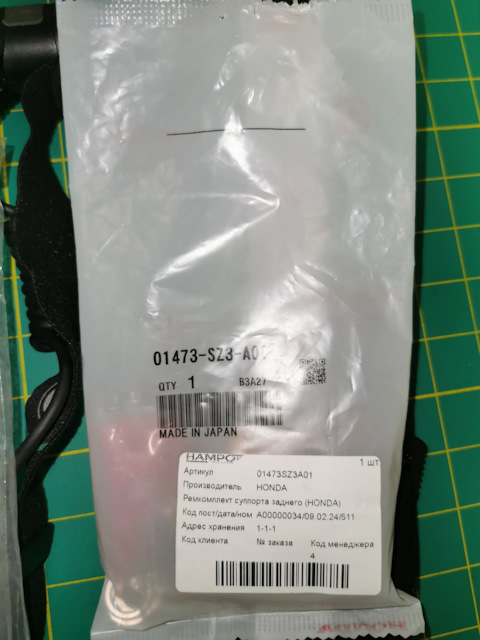 01473-SZ3-A01
QTY 1 B3A27
MADE IN JAPAN
1 шт
Артикул 01473SZ3A01
Производитель HONDA
Ремкомплект суппорта заднего (HONDA)
Код пост/дата/ном A00000034/09.02.24/511
Адрес хранения 1-1-1
Код клиента № заказа Код менеджера
4